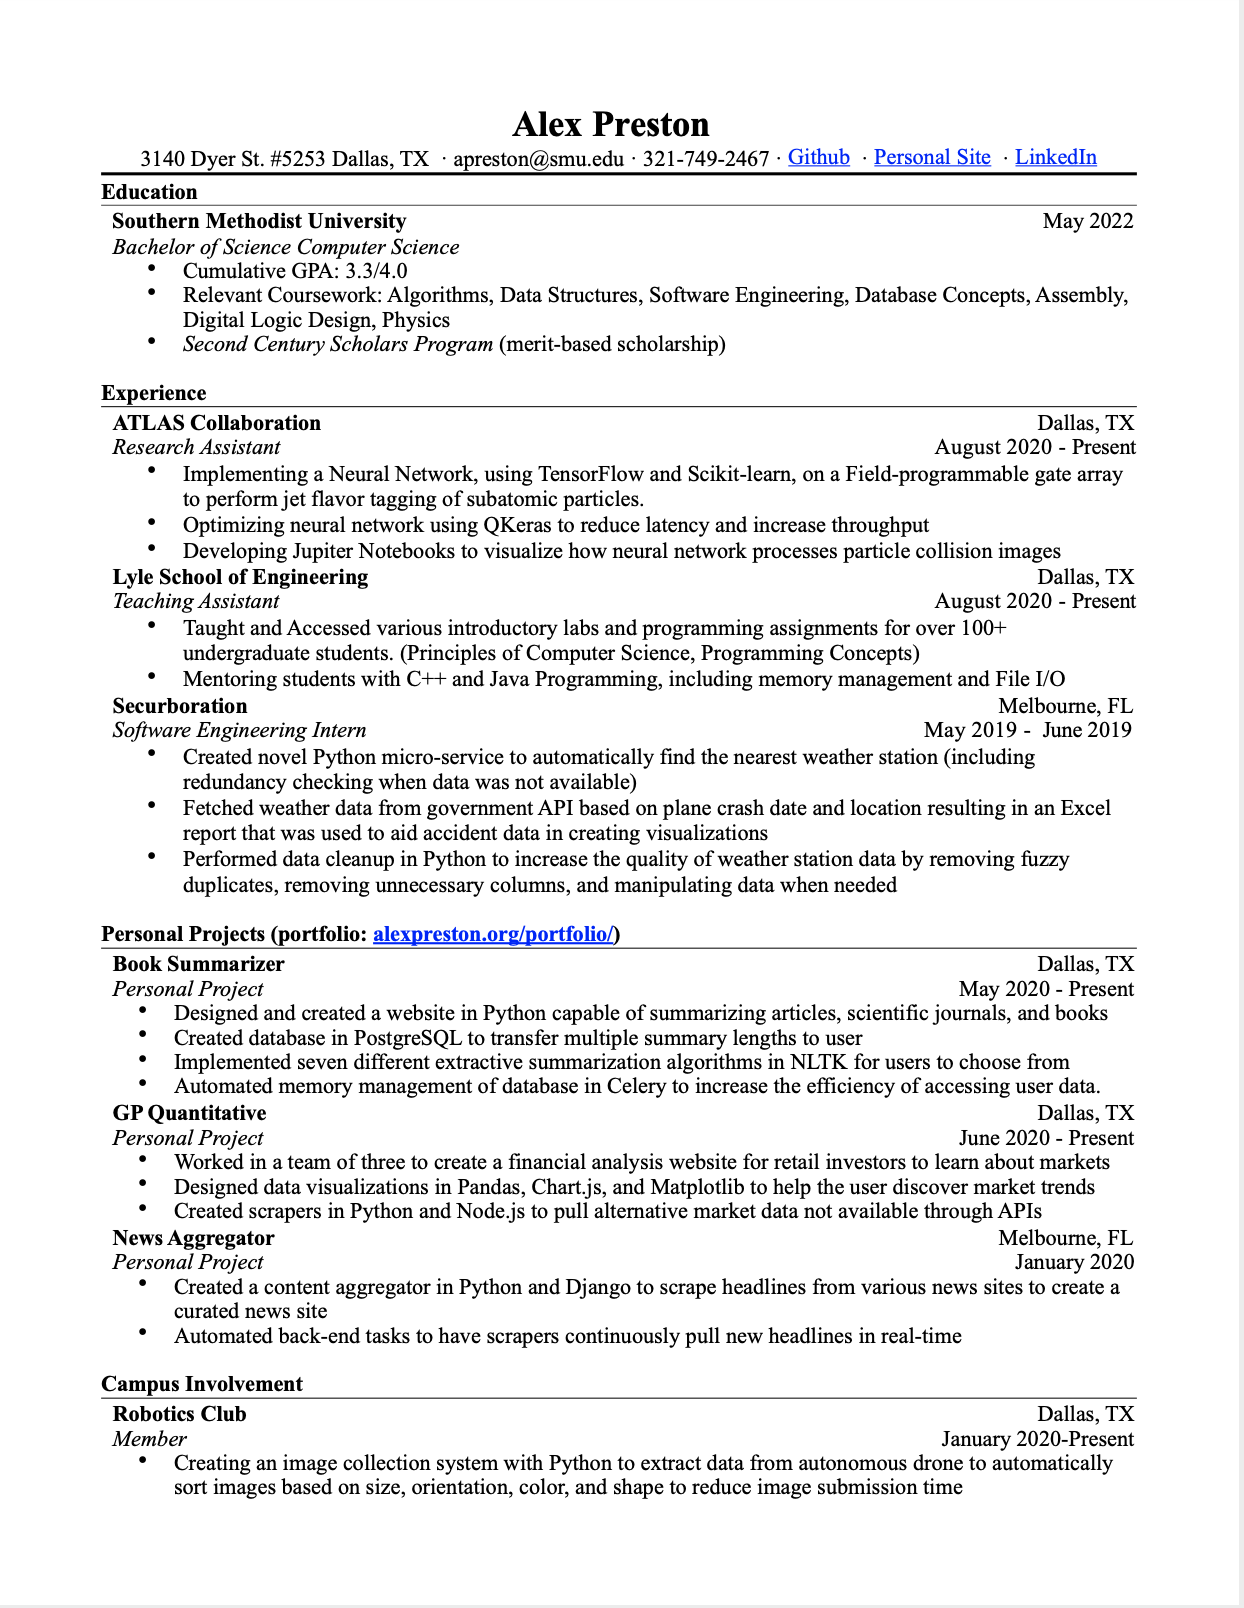 Alex Preston
3140 Dyer St. #5253 Dallas, TX · apreston@smu.edu · 321-749-2467 · Github · Personal Site · LinkedIn
Education
Southern Methodist University May 2022
Bachelor of Science Computer Science
• Cumulative GPA: 3.3/4.0
• Relevant Coursework: Algorithms, Data Structures, Software Engineering, Database Concepts, Assembly,
Digital Logic Design, Physics
• Second Century Scholars Program (merit-based scholarship)
Experience
ATLAS Collaboration Dallas, TX
Research Assistant August 2020 - Present
• Implementing a Neural Network, using TensorFlow and Scikit-learn, on a Field-programmable gate array
to perform jet flavor tagging of subatomic particles.
• Optimizing neural network using QKeras to reduce latency and increase throughput
• Developing Jupiter Notebooks to visualize how neural network processes particle collision images
Lyle School of Engineering Dallas, TX
Teaching Assistant August 2020 - Present
• Taught and Accessed various introductory labs and programming assignments for over 100+
undergraduate students. (Principles of Computer Science, Programming Concepts)
• Mentoring students with C++ and Java Programming, including memory management and File I/O
Securboration Melbourne, FL
Software Engineering Intern May 2019 - June 2019
• Created novel Python micro-service to automatically find the nearest weather station (including
redundancy checking when data was not available)
• Fetched weather data from government API based on plane crash date and location resulting in an Excel
report that was used to aid accident data in creating visualizations
• Performed data cleanup in Python to increase the quality of weather station data by removing fuzzy
duplicates, removing unnecessary columns, and manipulating data when needed
Personal Projects (portfolio: alexpreston.org/portfolio/)
Book Summarizer Dallas, TX
Personal Project May 2020 - Present
• Designed and created a website in Python capable of summarizing articles, scientific journals, and books
• Created database in PostgreSQL to transfer multiple summary lengths to user
• Implemented seven different extractive summarization algorithms in NLTK for users to choose from
• Automated memory management of database in Celery to increase the efficiency of accessing user data.
GP Quantitative Dallas, TX
Personal Project June 2020 - Present
• Worked in a team of three to create a financial analysis website for retail investors to learn about markets
• Designed data visualizations in Pandas, Chart.js, and Matplotlib to help the user discover market trends
• Created scrapers in Python and Node.js to pull alternative market data not available through APIs
News Aggregator Melbourne, FL
Personal Project January 2020
• Created a content aggregator in Python and Django to scrape headlines from various news sites to create a
curated news site
• Automated back-end tasks to have scrapers continuously pull new headlines in real-time
Campus Involvement
Robotics Club Dallas, TX
Member January 2020-Present
• Creating an image collection system with Python to extract data from autonomous drone to automatically
sort images based on size, orientation, color, and shape to reduce image submission time